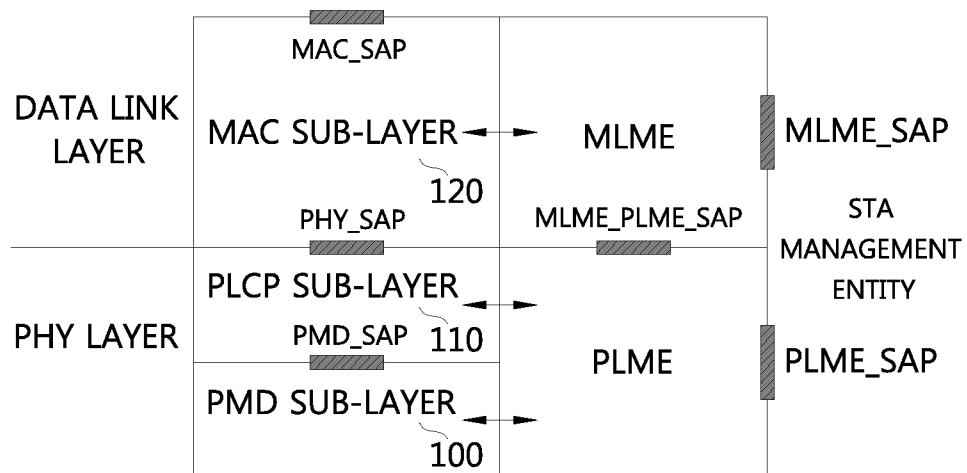 MAC_SAP
DATA LINK
LAYER
MAC SUB-LAYER
120
MLME
MLME_SAP
PHY_SAP
MLME_PLME_SAP
STA
MANAGEMENT
ENTITY
PHY LAYER
PLCP SUB-LAYER
110
PMD_SAP
PMD SUB-LAYER
100
PLME
PLME_SAP